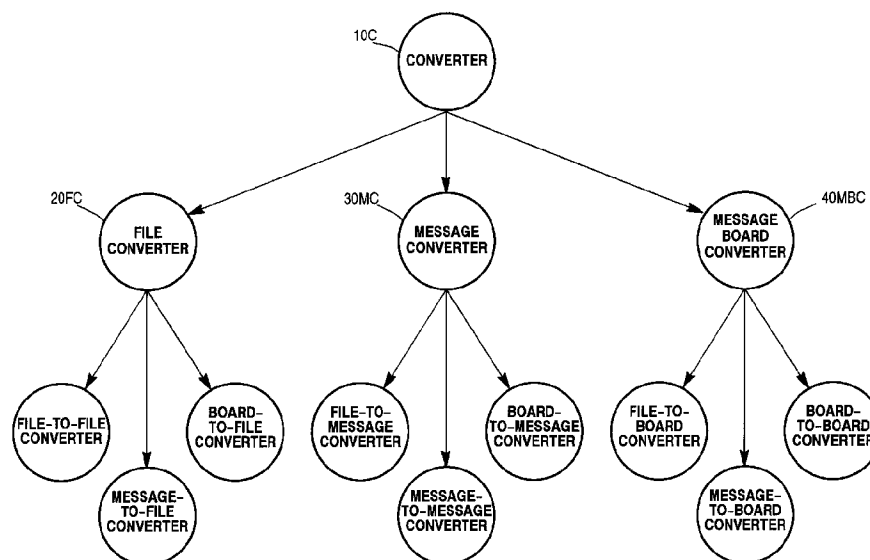 10C
CONVERTER
20FC
FILE
CONVERTER
30MC
MESSAGE
CONVERTER
40MBC
MESSAGE
BOARD
CONVERTER
FILE-TO-FILE
CONVERTER
MESSAGE-
TO-FILE
CONVERTER
BOARD-
TO-FILE
CONVERTER
FILE-TO-
MESSAGE
CONVERTER
MESSAGE-
TO-MESSAGE
CONVERTER
BOARD-
TO-MESSAGE
CONVERTER
FILE-TO-
BOARD
CONVERTER
MESSAGE-
TO-BOARD
CONVERTER
BOARD-
TO-BOARD
CONVERTER